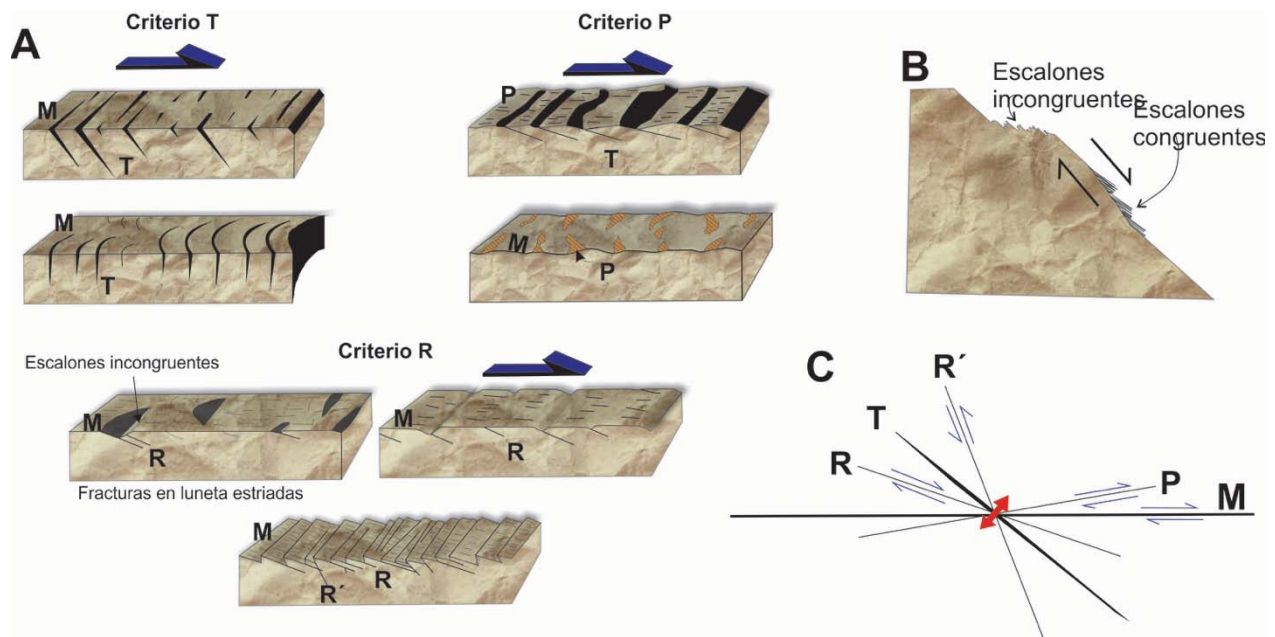 A
Criterio T
M
T
M
T
Criterio P
P
T
M
P
B
Escalones
incongruentes
Escalones
congruentes
Criterio R
Escalones incongruentes
M
R
Fracturas en luneta estriadas
M
R
M
R´
R
C
R´
T
R
P
M